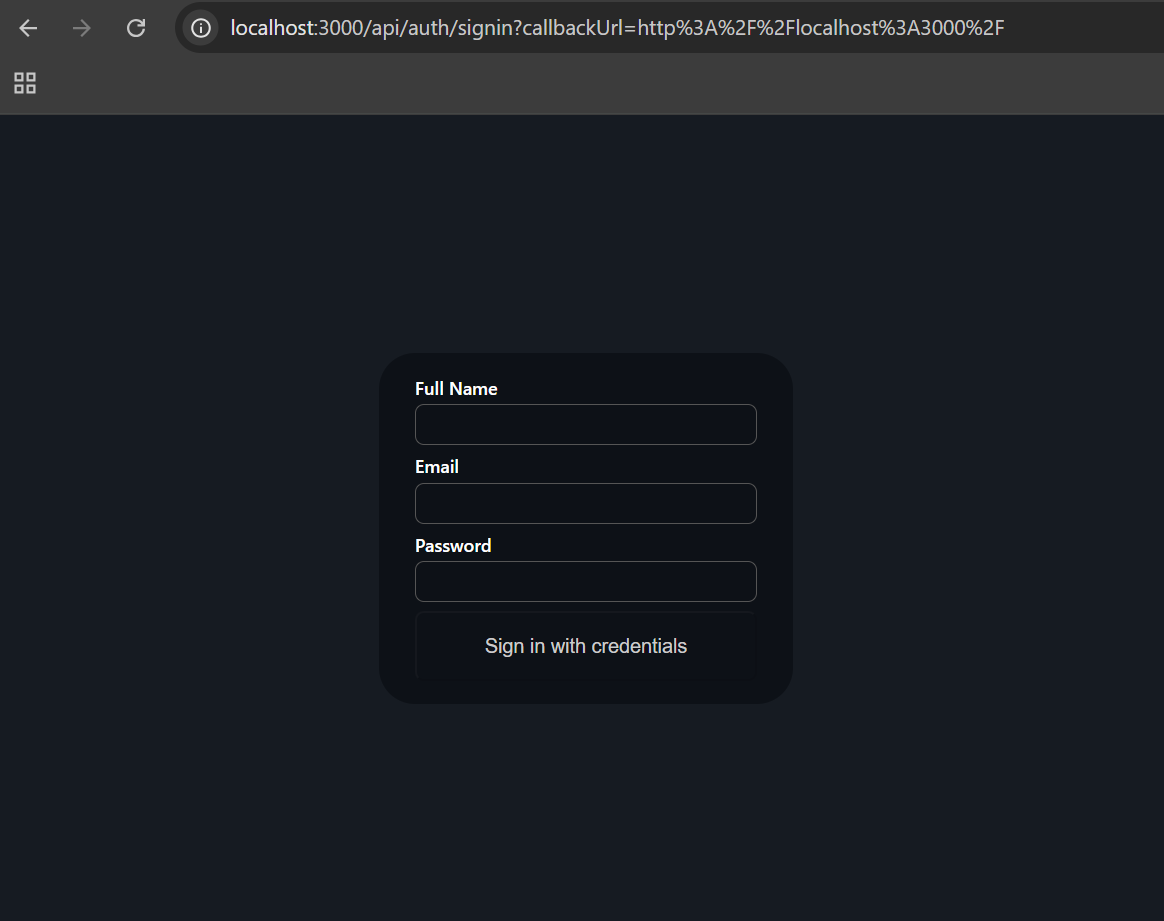 localhost:3000/api/auth/signin?callbackUrl=http%3A%2F%2Flocalhost%3A3000%2F
Full Name
Email
Password
Sign in with credentials